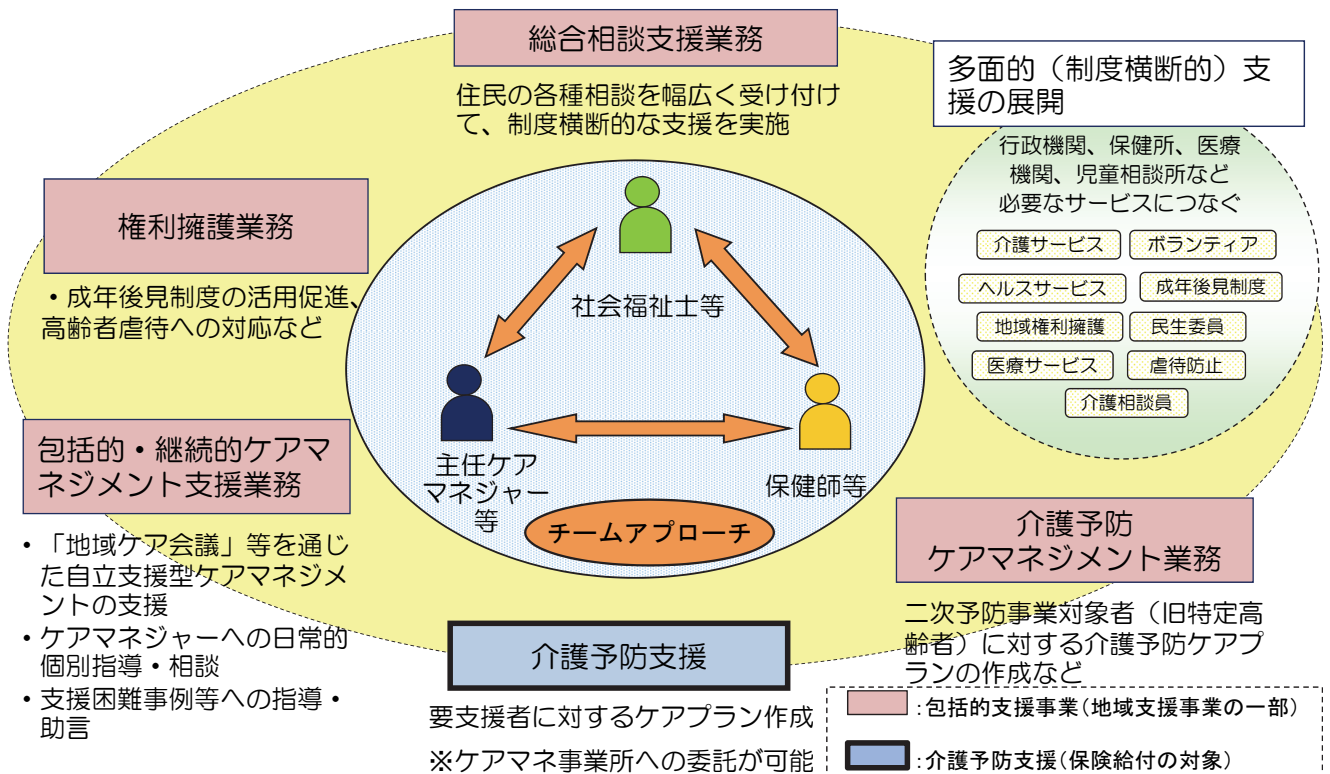 総合相談支援業務
住民の各種相談を幅広く受け付け
て、制度横断的な支援を実施
多面的（制度横断的）支
援の展開
行政機関、保健所、医療
機関、児童相談所など
必要なサービスにつなぐ
介護サービス
ボランティア
ヘルスサービス
成年後見制度
地域権利擁護
民生委員
医療サービス
虐待防止
介護相談員
権利擁護業務
・成年後見制度の活用促進、
高齢者虐待への対応など
社会福祉士等
主任ケア
マネジャー
等
保健師等
チームアプローチ
包括的・継続的ケアマ
ネジメント支援業務
・「地域ケア会議」等を通じ
た自立支援型ケアマネジメ
ントの支援
・ケアマネジャーへの日常的
個別指導・相談
・支援困難事例等への指導・
助言
介護予防支援
要支援者に対するケアプラン作成
※ケアマネ事業所への委託が可能
介護予防
ケアマネジメント業務
二次予防事業対象者（旧特定高
齢者）に対する介護予防ケアプ
ランの作成など
：包括的支援事業（地域支援事業の一部）
：介護予防支援（保険給付の対象）